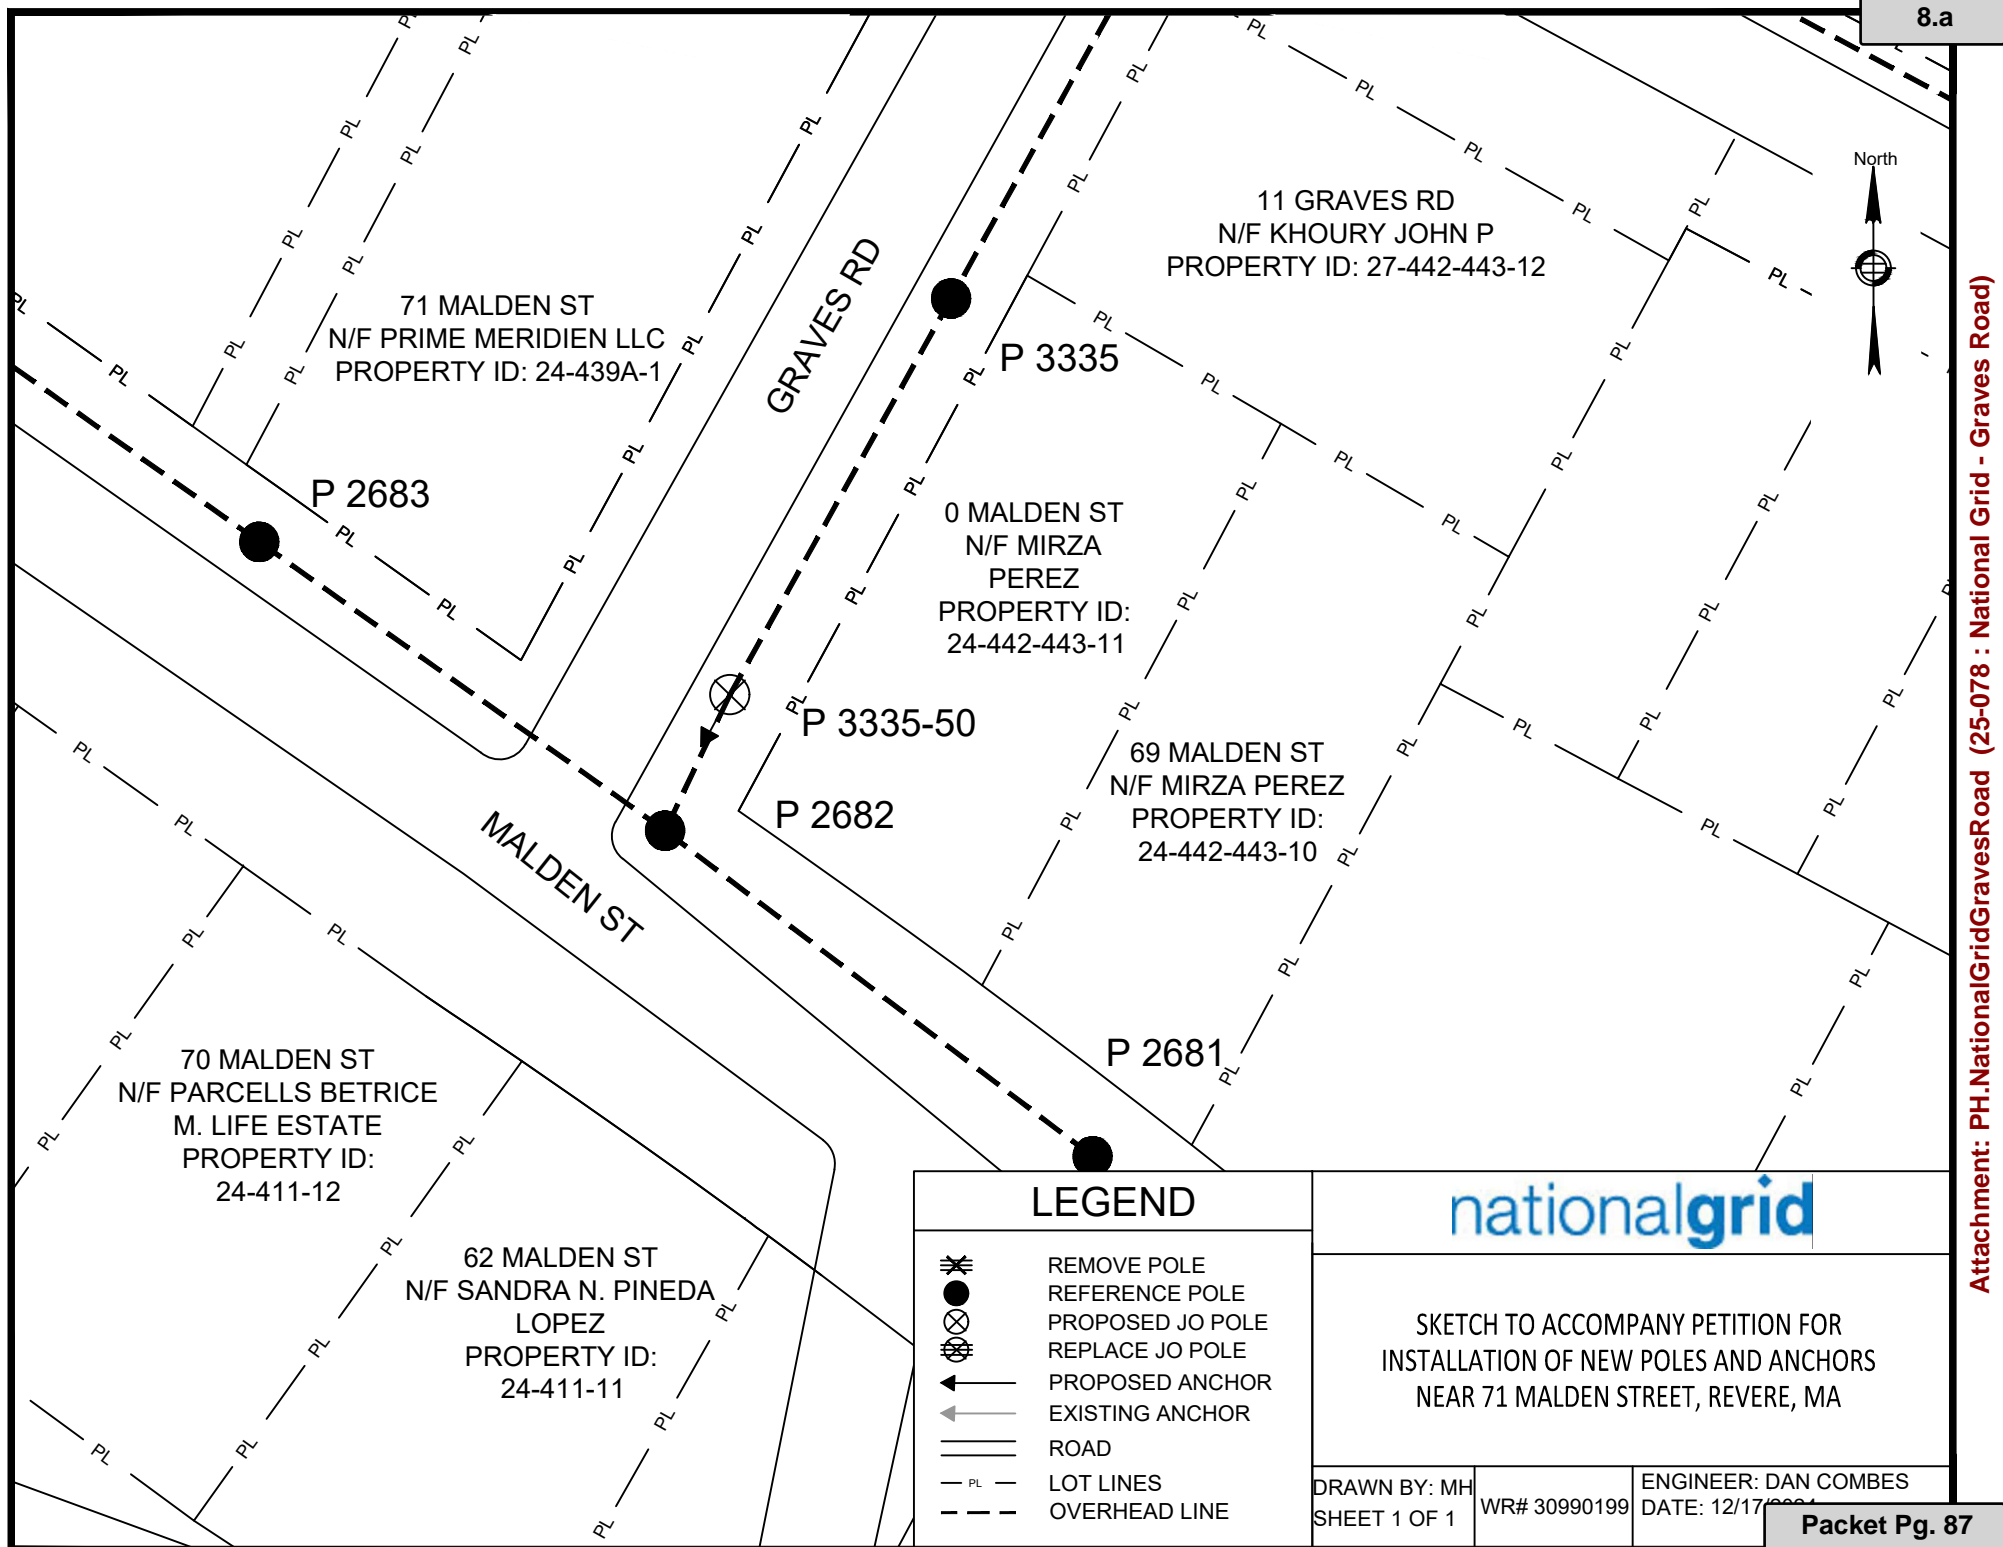 8.a
North
11 GRAVES RD
N/F KHOURY JOHN P
PROPERTY ID: 27-442-443-12
71 MALDEN ST
N/F PRIME MERIDIEN LLC
PROPERTY ID: 24-439A-1
GRAVES RD
P 3335
P 2683
0 MALDEN ST
N/F MIRZA
PEREZ
PROPERTY ID:
24-442-443-11
P 3335-50
69 MALDEN ST
N/F MIRZA PEREZ
PROPERTY ID:
24-442-443-10
P 2682
MALDEN ST
P 2681
70 MALDEN ST
N/F PARCELLS BETRICE
M. LIFE ESTATE
PROPERTY ID:
24-411-12
62 MALDEN ST
N/F SANDRA N. PINEDA
LOPEZ
PROPERTY ID:
24-411-11
LEGEND
REMOVE POLE
REFERENCE POLE
PROPOSED JO POLE
REPLACE JO POLE
PROPOSED ANCHOR
EXISTING ANCHOR
ROAD
PL LOT LINES
OVERHEAD LINE
nationalgrid
SKETCH TO ACCOMPANY PETITION FOR
INSTALLATION OF NEW POLES AND ANCHORS
NEAR 71 MALDEN STREET, REVERE, MA
DRAWN BY: MH
SHEET 1 OF 1
WR# 30990199
ENGINEER: DAN COMBES
DATE: 12/17/
Packet Pg. 87
Attachment: PH.NationalGridGravesRoad (25-078 : National Grid - Graves Road)